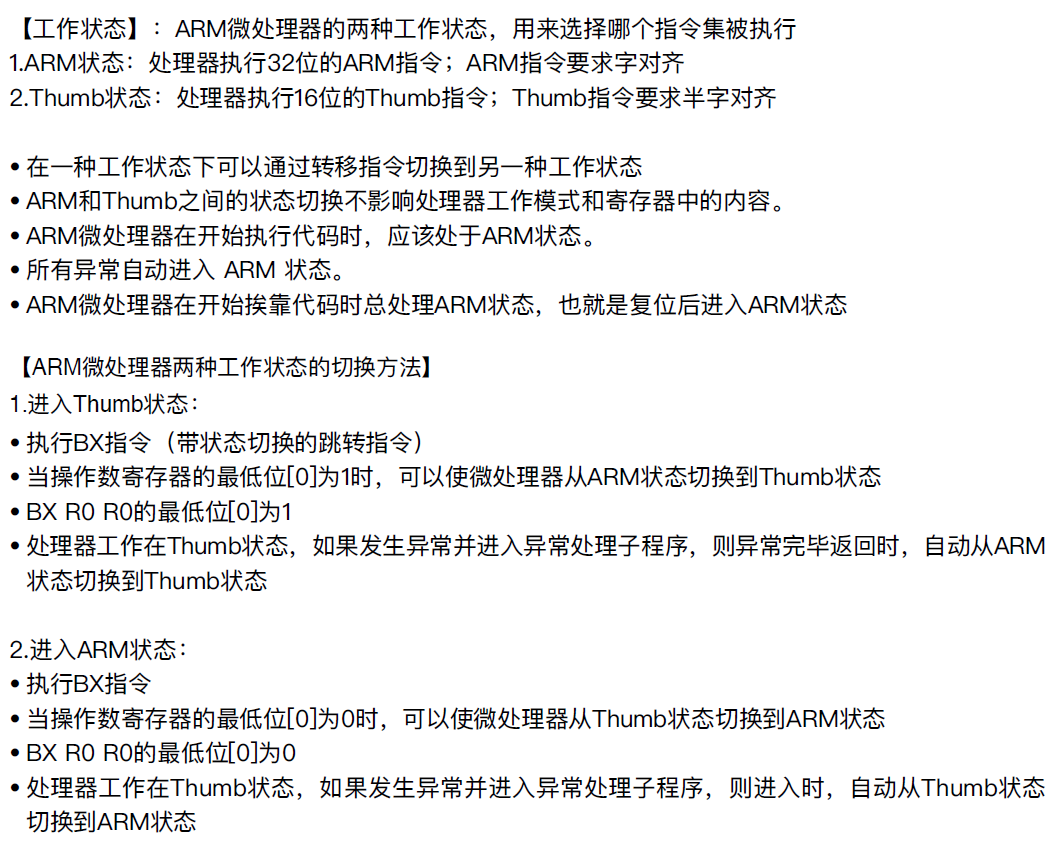 【工作状态】：ARM微处理器的两种工作状态，用来选择哪个指令集被执行
1.ARM状态：处理器执行32位的ARM指令；ARM指令要求字对齐
2.Thumb状态：处理器执行16位的Thumb指令；Thumb指令要求半字对齐
• 在一种工作状态下可以通过转移指令切换到另一种工作状态
• ARM和Thumb之间的状态切换不影响处理器工作模式和寄存器中的内容。
• ARM微处理器在开始执行代码时，应该处于ARM状态。
• 所有异常自动进入 ARM 状态。
• ARM微处理器在开始挨靠代码时总处理ARM状态，也就是复位后进入ARM状态
【ARM微处理器两种工作状态的切换方法】
1.进入Thumb状态：
• 执行BX指令（带状态切换的跳转指令）
• 当操作数寄存器的最低位[0]为1时，可以使微处理器从ARM状态切换到Thumb状态
• BX R0 R0的最低位[0]为1
• 处理器工作在Thumb状态，如果发生异常并进入异常处理子程序，则异常完毕返回时，自动从ARM
状态切换到Thumb状态
2.进入ARM状态：
• 执行BX指令
• 当操作数寄存器的最低位[0]为0时，可以使微处理器从Thumb状态切换到ARM状态
• BX R0 R0的最低位[0]为0
• 处理器工作在Thumb状态，如果发生异常并进入异常处理子程序，则进入时，自动从Thumb状态
切换到ARM状态